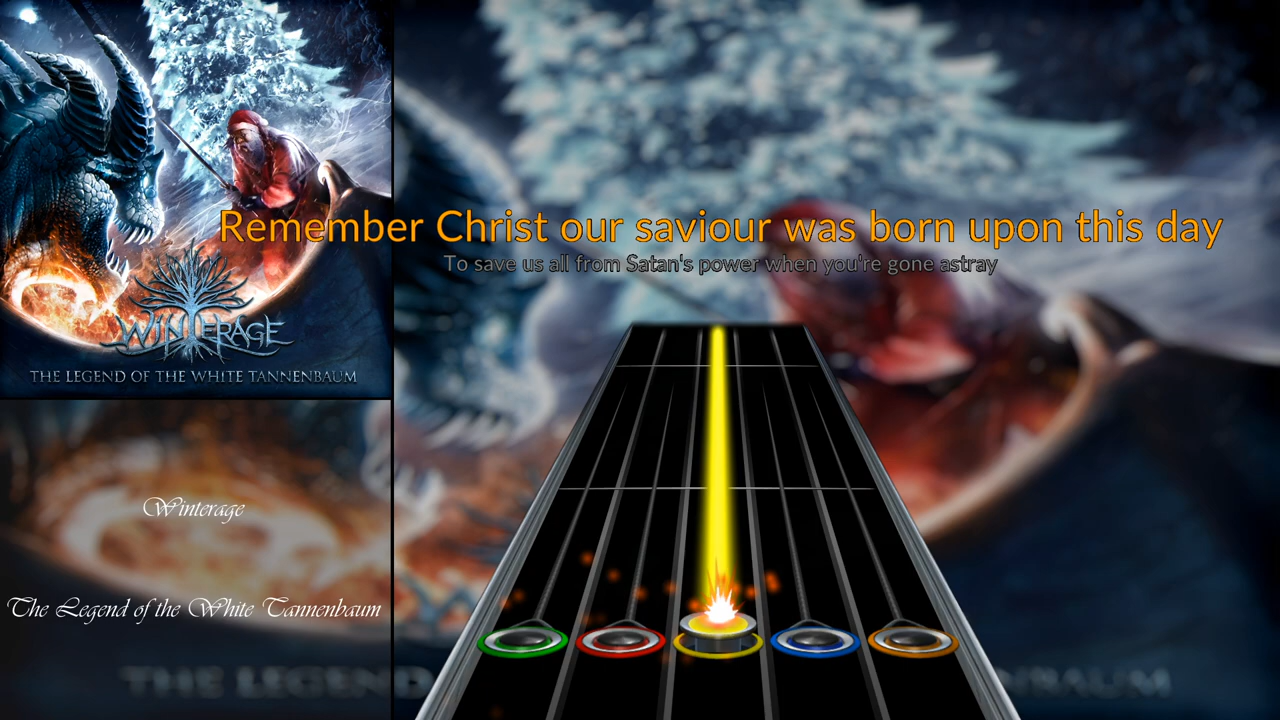 Remember Christ our saviour was born upon this day
To save us all from Satan's power when you're gone astray
WINTERAGE
THE LEGEND OF THE WHITE TANNENBAUM
Winterage
The Legend of the White Tannenbaum
THE LEGEND
NBAUM